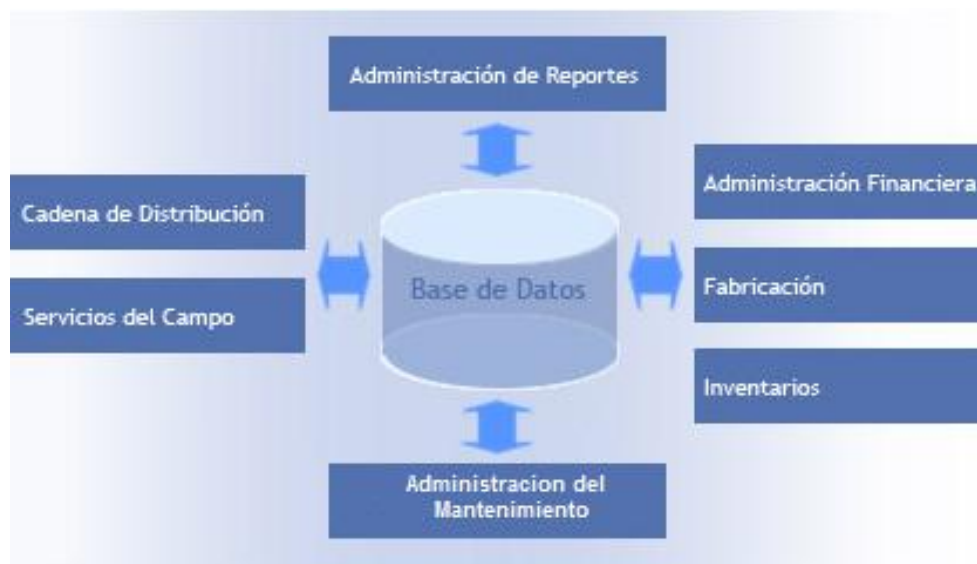 Administración de Reportes
Cadena de Distribución
Servicios del Campo
Base de Datos
Administración Financiera
Fabricación
Inventarios
Administracion del
Mantenimiento